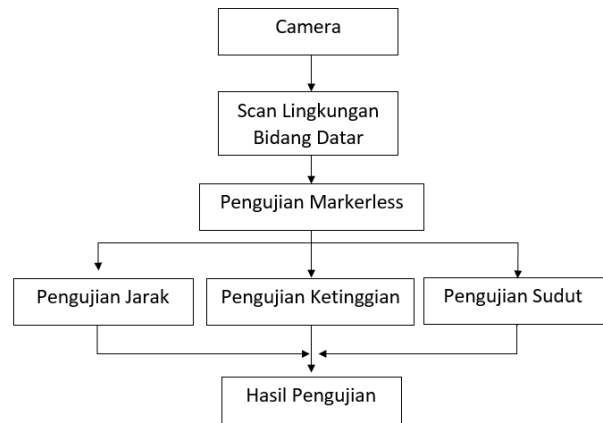 Camera
Scan Lingkungan
Bidang Datar
Pengujian Markerless
Pengujian Jarak
Pengujian Ketinggian
Pengujian Sudut
Hasil Pengujian